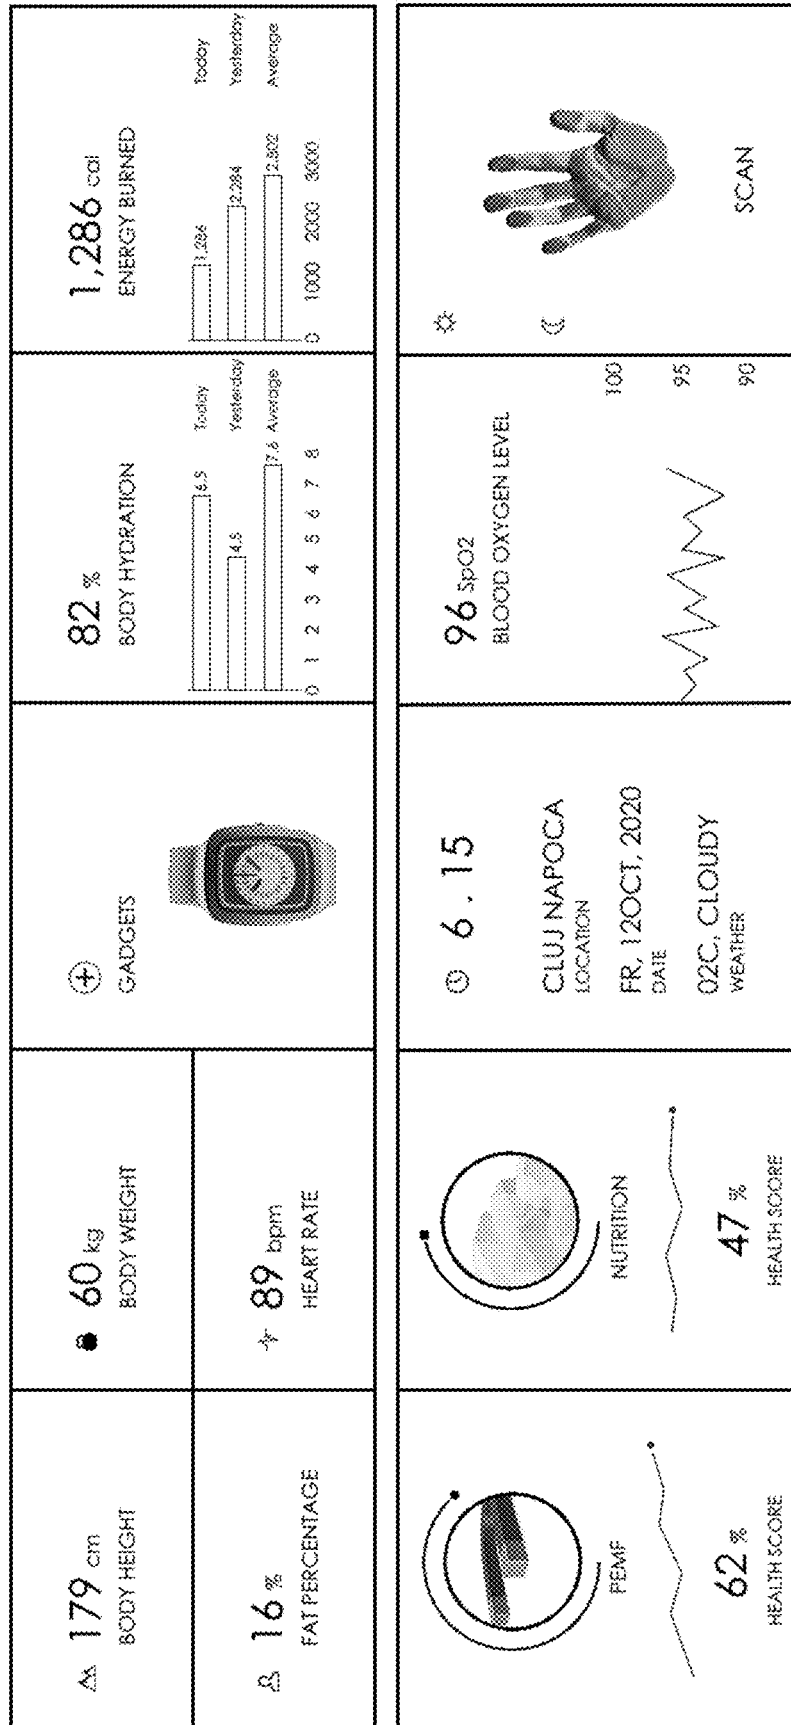 179 cm
BODY HEIGHT
60 kg
BODY WEIGHT
16 %
FAT PERCENTAGE
89 bpm
HEART RATE
GADGETS
82 %
BODY HYDRATION
6.5 Today
4.5 Yesterday
7.6 Average
0 1 2 3 4 5 6 7 8
1,286 cal
ENERGY BURNED
1,286 Today
2,284 Yesterday
2,802 Average
0 1000 2000 3000
PEMF
62 %
HEALTH SCORE
NUTRITION
47 %
HEALTH SOORE
6 . 15
CLUJ NAPOCA
LOCATION
FR, 12OCT, 2020
DATE
02C, CLOUDY
WEATHER
96 SpO2
BLOOD OXYGEN LEVEL
100
95
90
SCAN